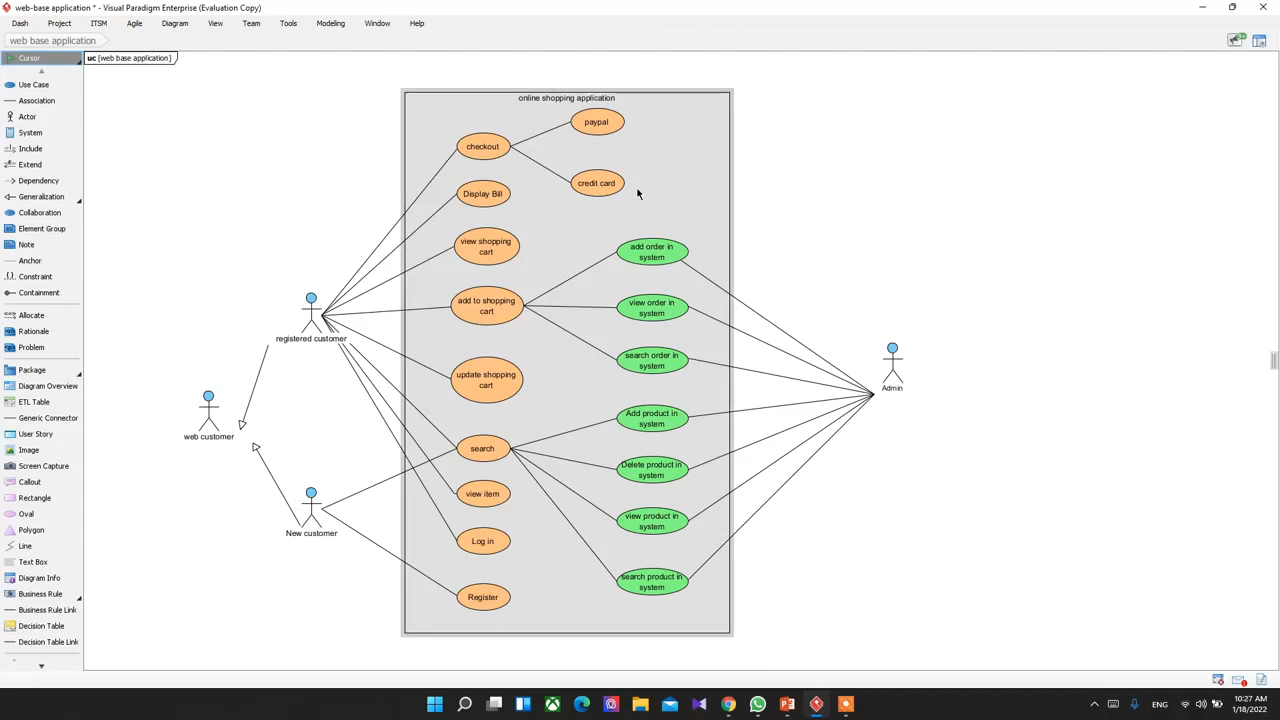 web-base application * - Visual Paradigm Enterprise (Evaluation Copy)
Dash Project ITSM Agile Diagram View Team Tools Modeling Window Help
web base application
Cursor
uc [web base application]
Use Case
Association
Actor
System
Include
Extend
Dependency
Generalization
Collaboration
Element Group
Note
Anchor
Constraint
Containment
Allocate
Rationale
Problem
Package
Diagram Overview
ETL Table
Generic Connector
User Story
Image
Screen Capture
Callout
Rectangle
Oval
Polygon
Line
Text Box
Diagram Info
Business Rule
Business Rule Link
Decision Table
Decision Table Link
online shopping application
paypal
checkout
credit card
Display Bill
view shopping
cart
add order in
system
add to shopping
cart
view order in
system
registered customer
search order in
system
update shopping
cart
Admin
Add product in
system
web customer
search
Delete product in
system
view item
view product in
system
New customer
Log in
search product in
system
Register
ENG
10:27 AM
1/18/2022